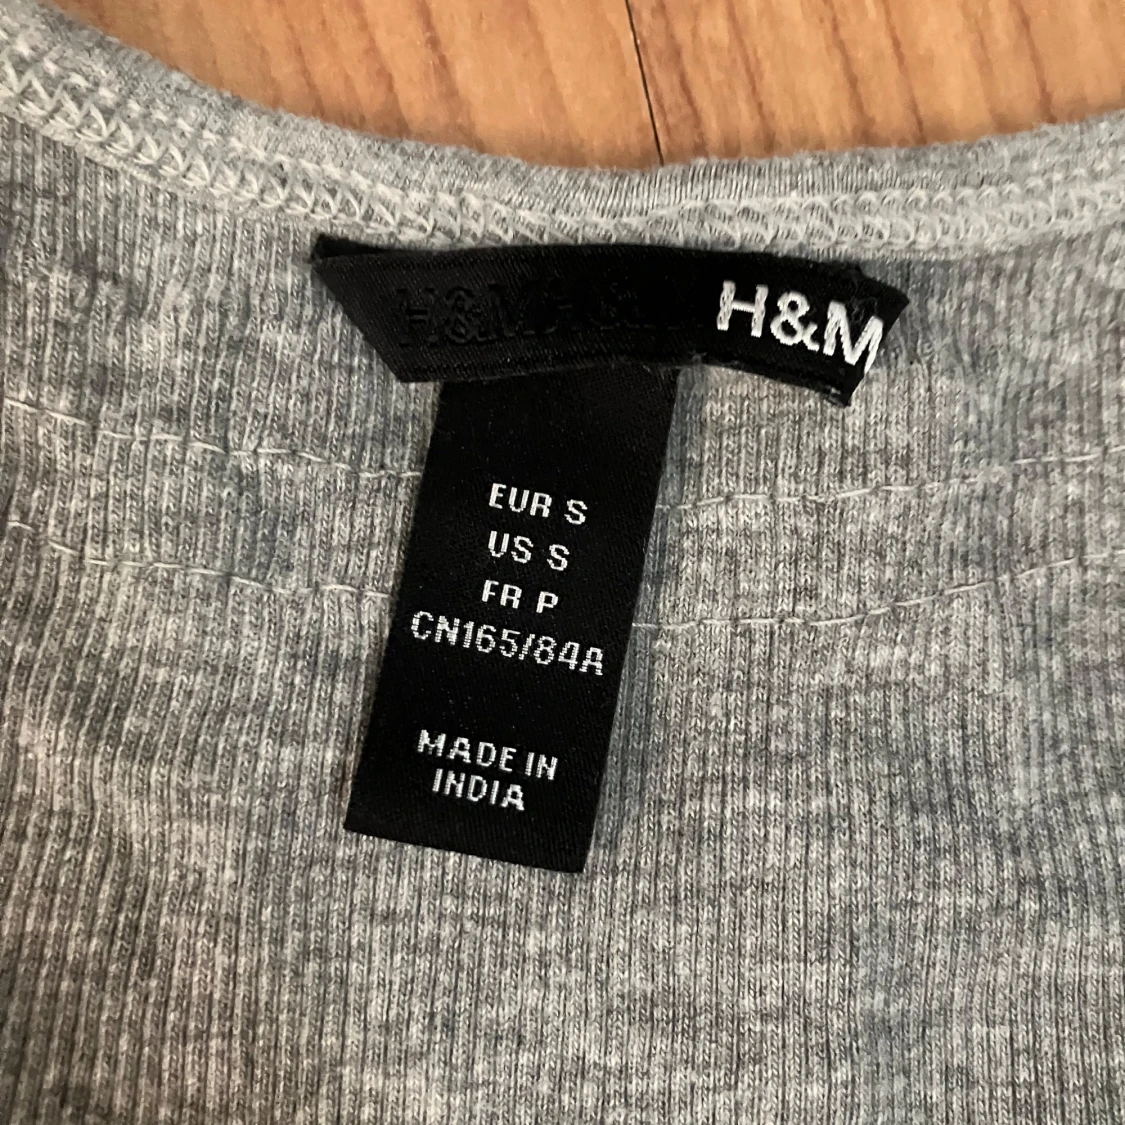 H&M H&M H&M
EUR S
US S
FR P
CN165/84A
MADE IN
INDIA